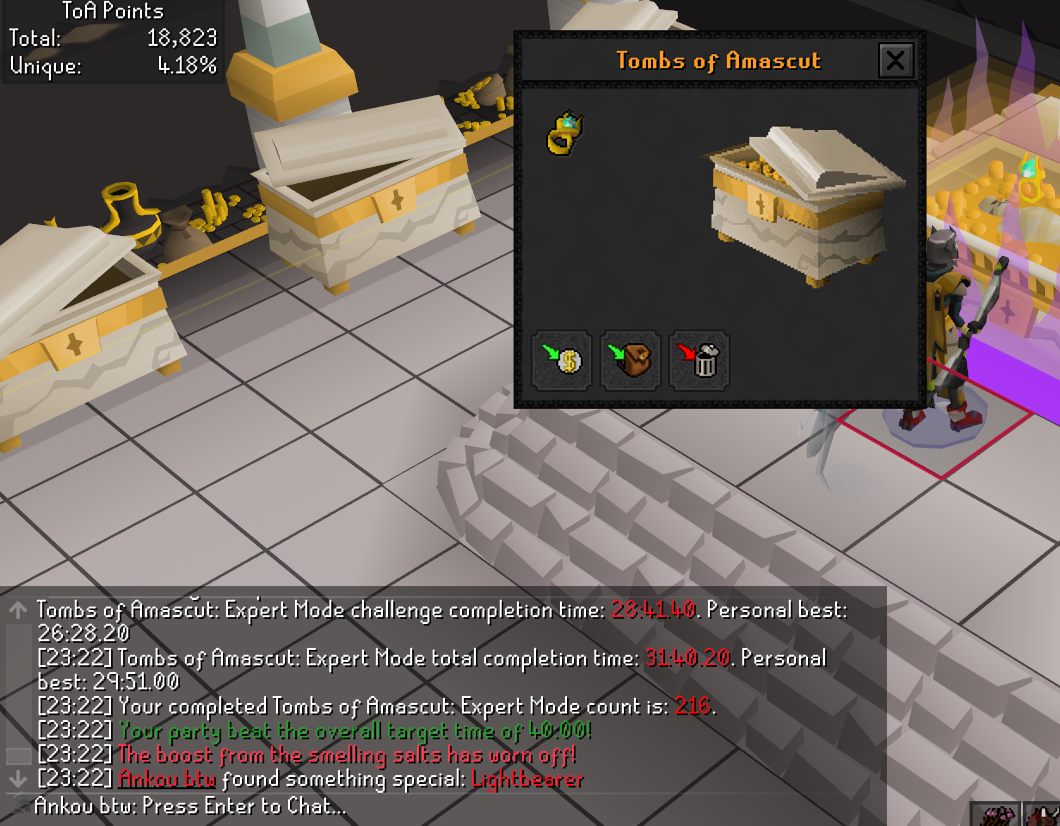 ToA Points
Total: 18,823
Unique: 4.18%
Tombs of Amascut
Tombs of Amascut: Expert Mode challenge completion time: 28:41.40. Personal best:
26:28.20
[23:22] Tombs of Amascut: Expert Mode total completion time: 31:40.20. Personal
best: 29:51.00
[23:22] Your completed Tombs of Amascut: Expert Mode count is: 216.
[23:22] Your party beat the overall target time of 40:00!
[23:22] The boost from the smelling salts has worn off!
[23:22] Ankou btw found something special: Lightbearer
Ankou btw: Press Enter to Chat...